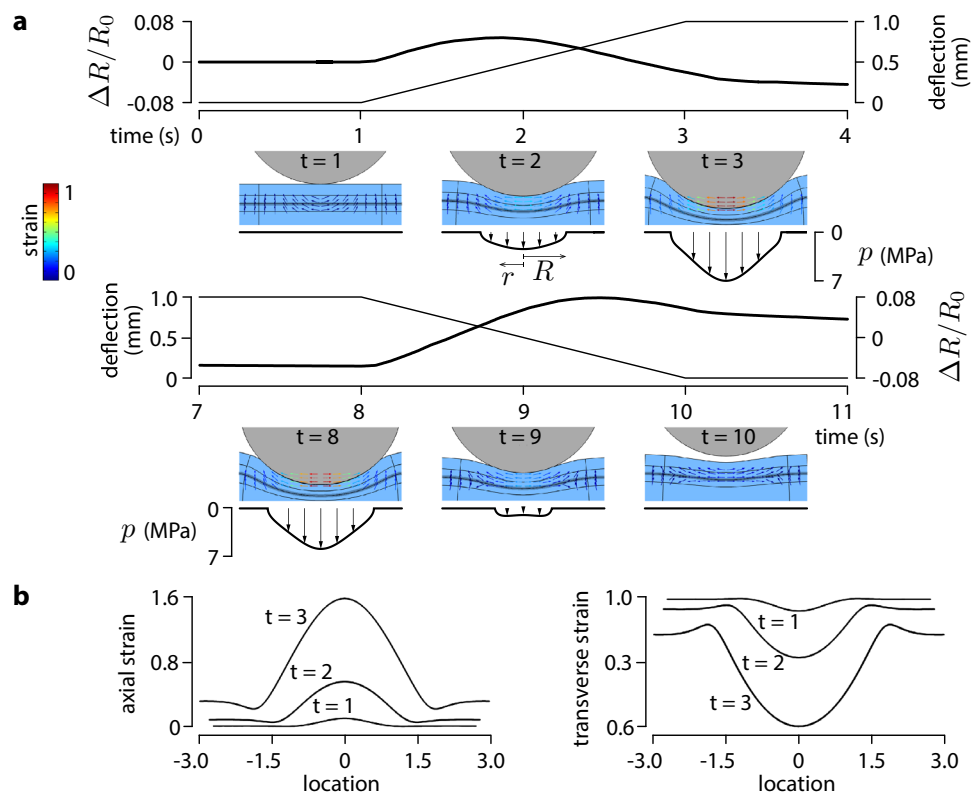 a
0.08
0
-0.08
ΔR/R₀
1.0
0.5
0
deflection
(mm)
time (s)
0
1
2
3
4
t = 1
t = 2
t = 3
strain
1
0
r
R
0
7
p (MPa)
deflection
(mm)
1.0
0.5
0
0.08
0
-0.08
ΔR/R₀
7
8
9
10
11
time (s)
t = 8
t = 9
t = 10
0
7
p (MPa)
b
axial strain
1.6
0.8
0
t = 3
t = 2
t = 1
-3.0
-1.5
0
1.5
3.0
location
transverse strain
1.0
0.3
0.6
t = 1
t = 2
t = 3
-3.0
-1.5
0
1.5
3.0
location